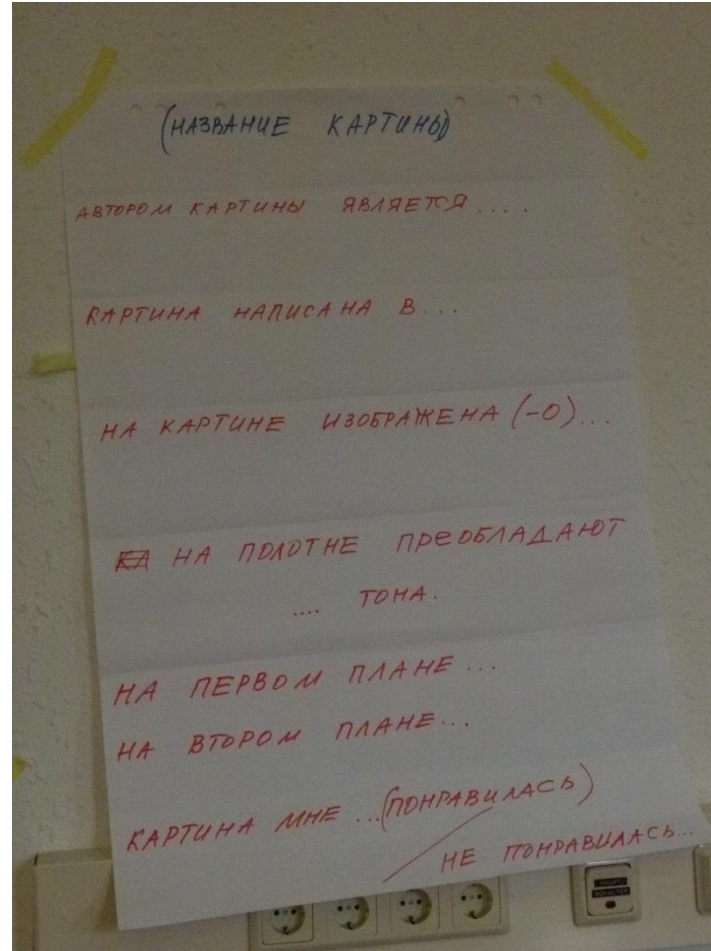 (НАЗВАНИЕ КАРТИНЫ)
АВТОРОМ КАРТИНЫ ЯВЛЯЕТСЯ....
КАРТИНА НАПИСАНА В...
НА КАРТИНЕ ИЗОБРАЖЕНА (-О)...
НА ПОЛОТНЕ ПРЕОБЛАДАЮТ
.... ТОНА.
НА ПЕРВОМ ПЛАНЕ...
НА ВТОРОМ ПЛАНЕ...
КАРТИНА МНЕ ...(ПОНРАВИЛАСЬ)
/ НЕ ПОНРАВИЛАСЬ...